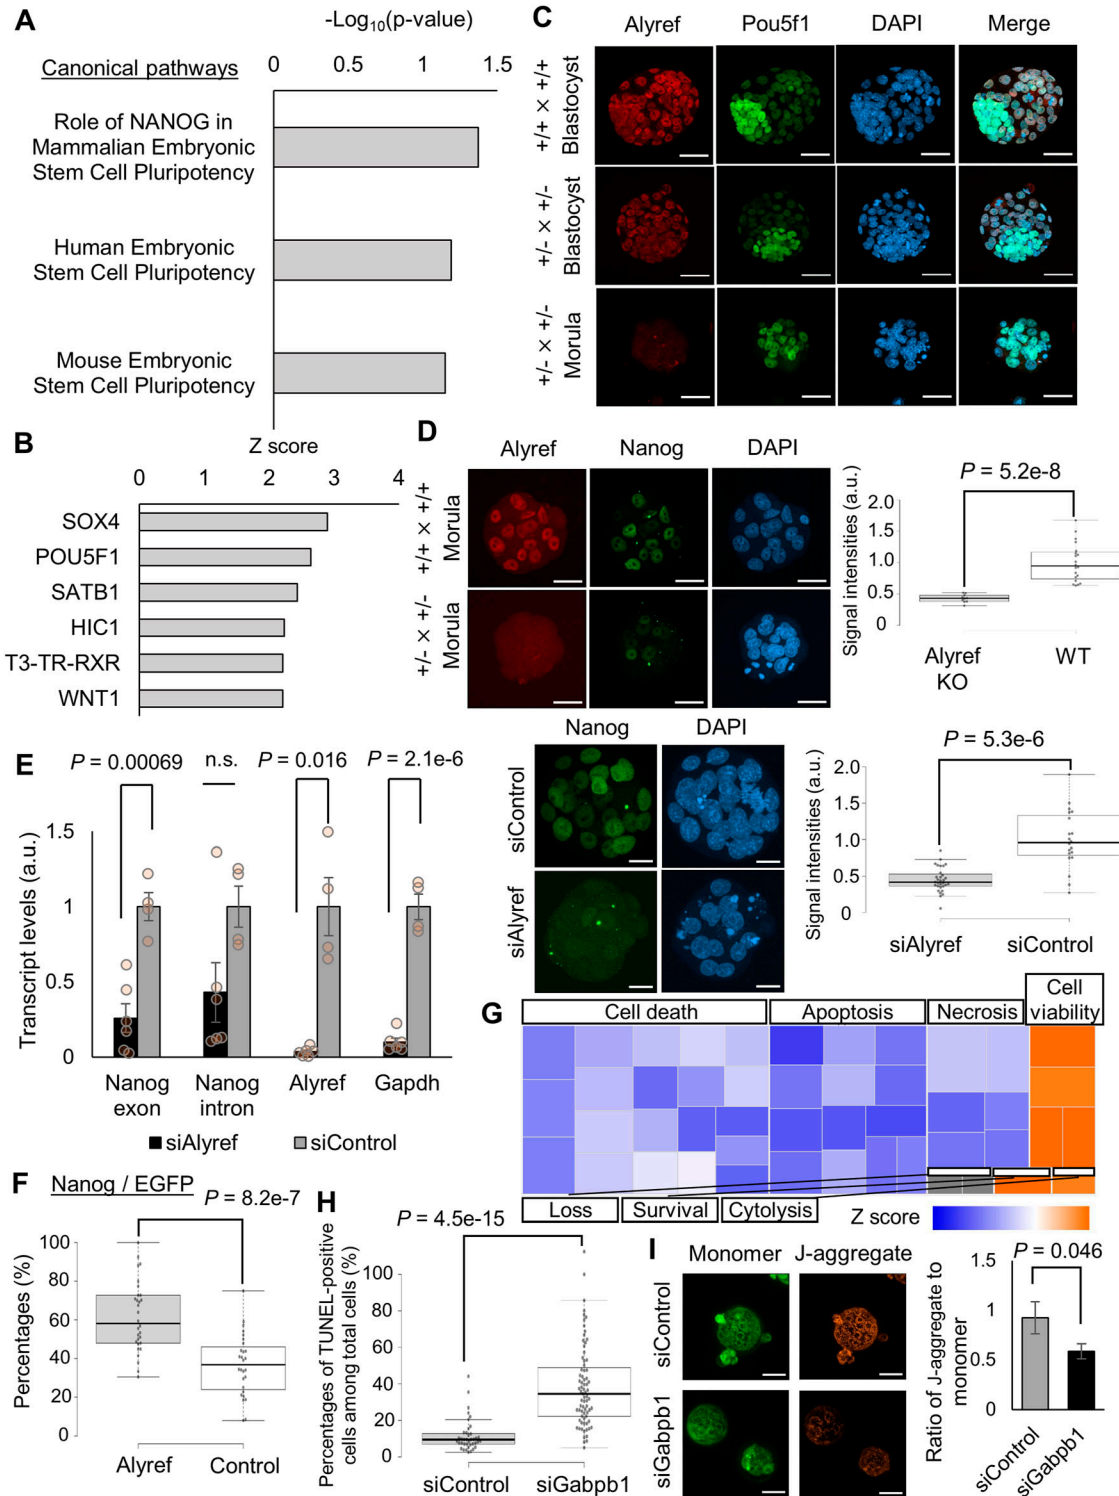 A
-Log10(p-value)
Canonical pathways
0 0.5 1 1.5
Role of NANOG in
Mammalian Embryonic
Stem Cell Pluripotency
Human Embryonic
Stem Cell Pluripotency
Mouse Embryonic
Stem Cell Pluripotency
B
Z score
0 1 2 3 4
SOX4
POU5F1
SATB1
HIC1
T3-TR-RXR
WNT1
C
Alyref Pou5f1 DAPI Merge
+/+ × +/+
Blastocyst
+/- × +/-
Blastocyst
+/- × +/-
Morula
D
Alyref Nanog DAPI
+/+ × +/+
Morula
+/- × +/-
Morula
P = 5.2e-8
Signal intensities (a.u.)
2.0
1.5
1.0
0.5
0
Alyref
KO
WT
Nanog DAPI
siControl
siAlyref
P = 5.3e-6
Signal intensities (a.u.)
2.0
1.5
1.0
0.5
0
siAlyref siControl
E
P = 0.00069 n.s. P = 0.016 P = 2.1e-6
Transcript levels (a.u.)
1.5
1
0.5
0
Nanog
exon
Nanog
intron
Alyref
Gapdh
siAlyref siControl
F
Nanog / EGFP
P = 8.2e-7
Percentages (%)
100
80
60
40
20
0
Alyref Control
G
Cell death
Apoptosis
Necrosis
Cell
viability
Loss
Survival
Cytolysis
Z score
H
P = 4.5e-15
Percentages of TUNEL-positive
cells among total cells (%)
100
80
60
40
20
0
siControl siGabpb1
I
Monomer J-aggregate
siControl
siGabpb1
P = 0.046
Ratio of J-aggregate to
monomer
1
0.5
0
siControl
siGabpb1